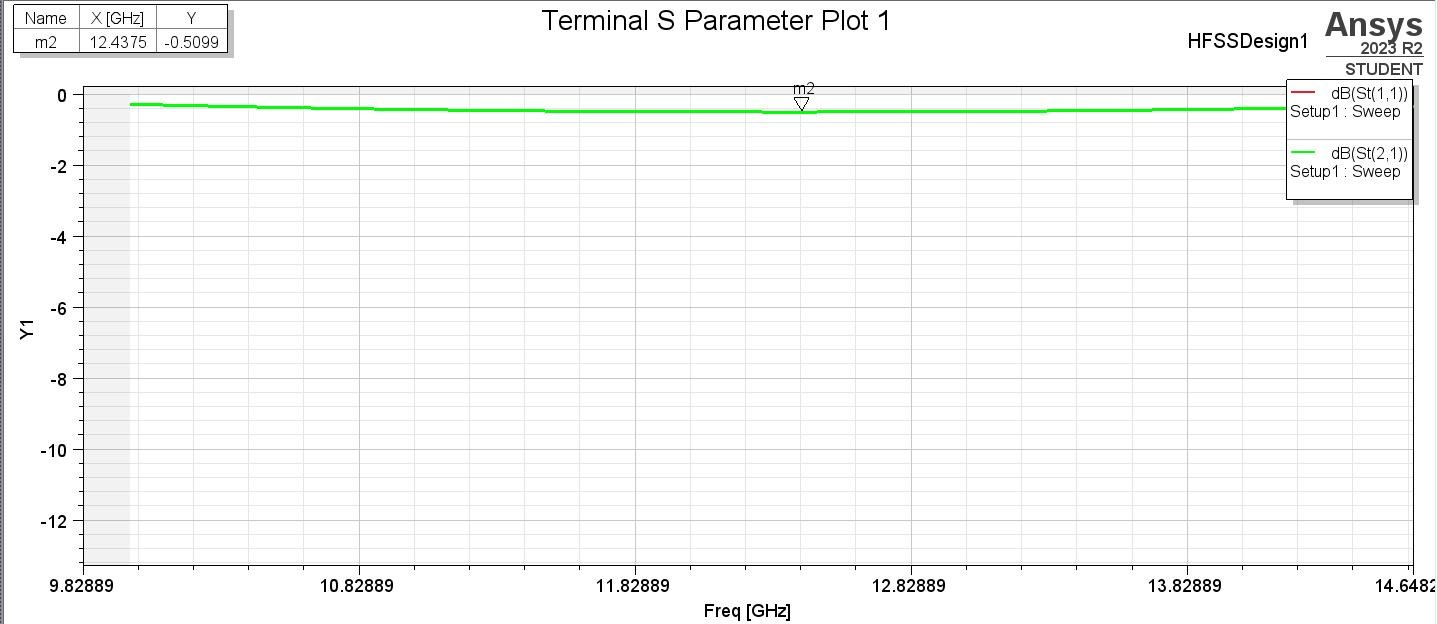 Name X [GHz] Y
m2 12.4375 -0.5099
Terminal S Parameter Plot 1
HFSSDesign1
Ansys
2023 R2
STUDENT
m2
dB(St(1,1))
Setup1 : Sweep
dB(St(2,1))
Setup1 : Sweep
0
-2
-4
-6
-8
-10
-12
Y1
9.82889 10.82889 11.82889 12.82889 13.82889 14.6482
Freq [GHz]